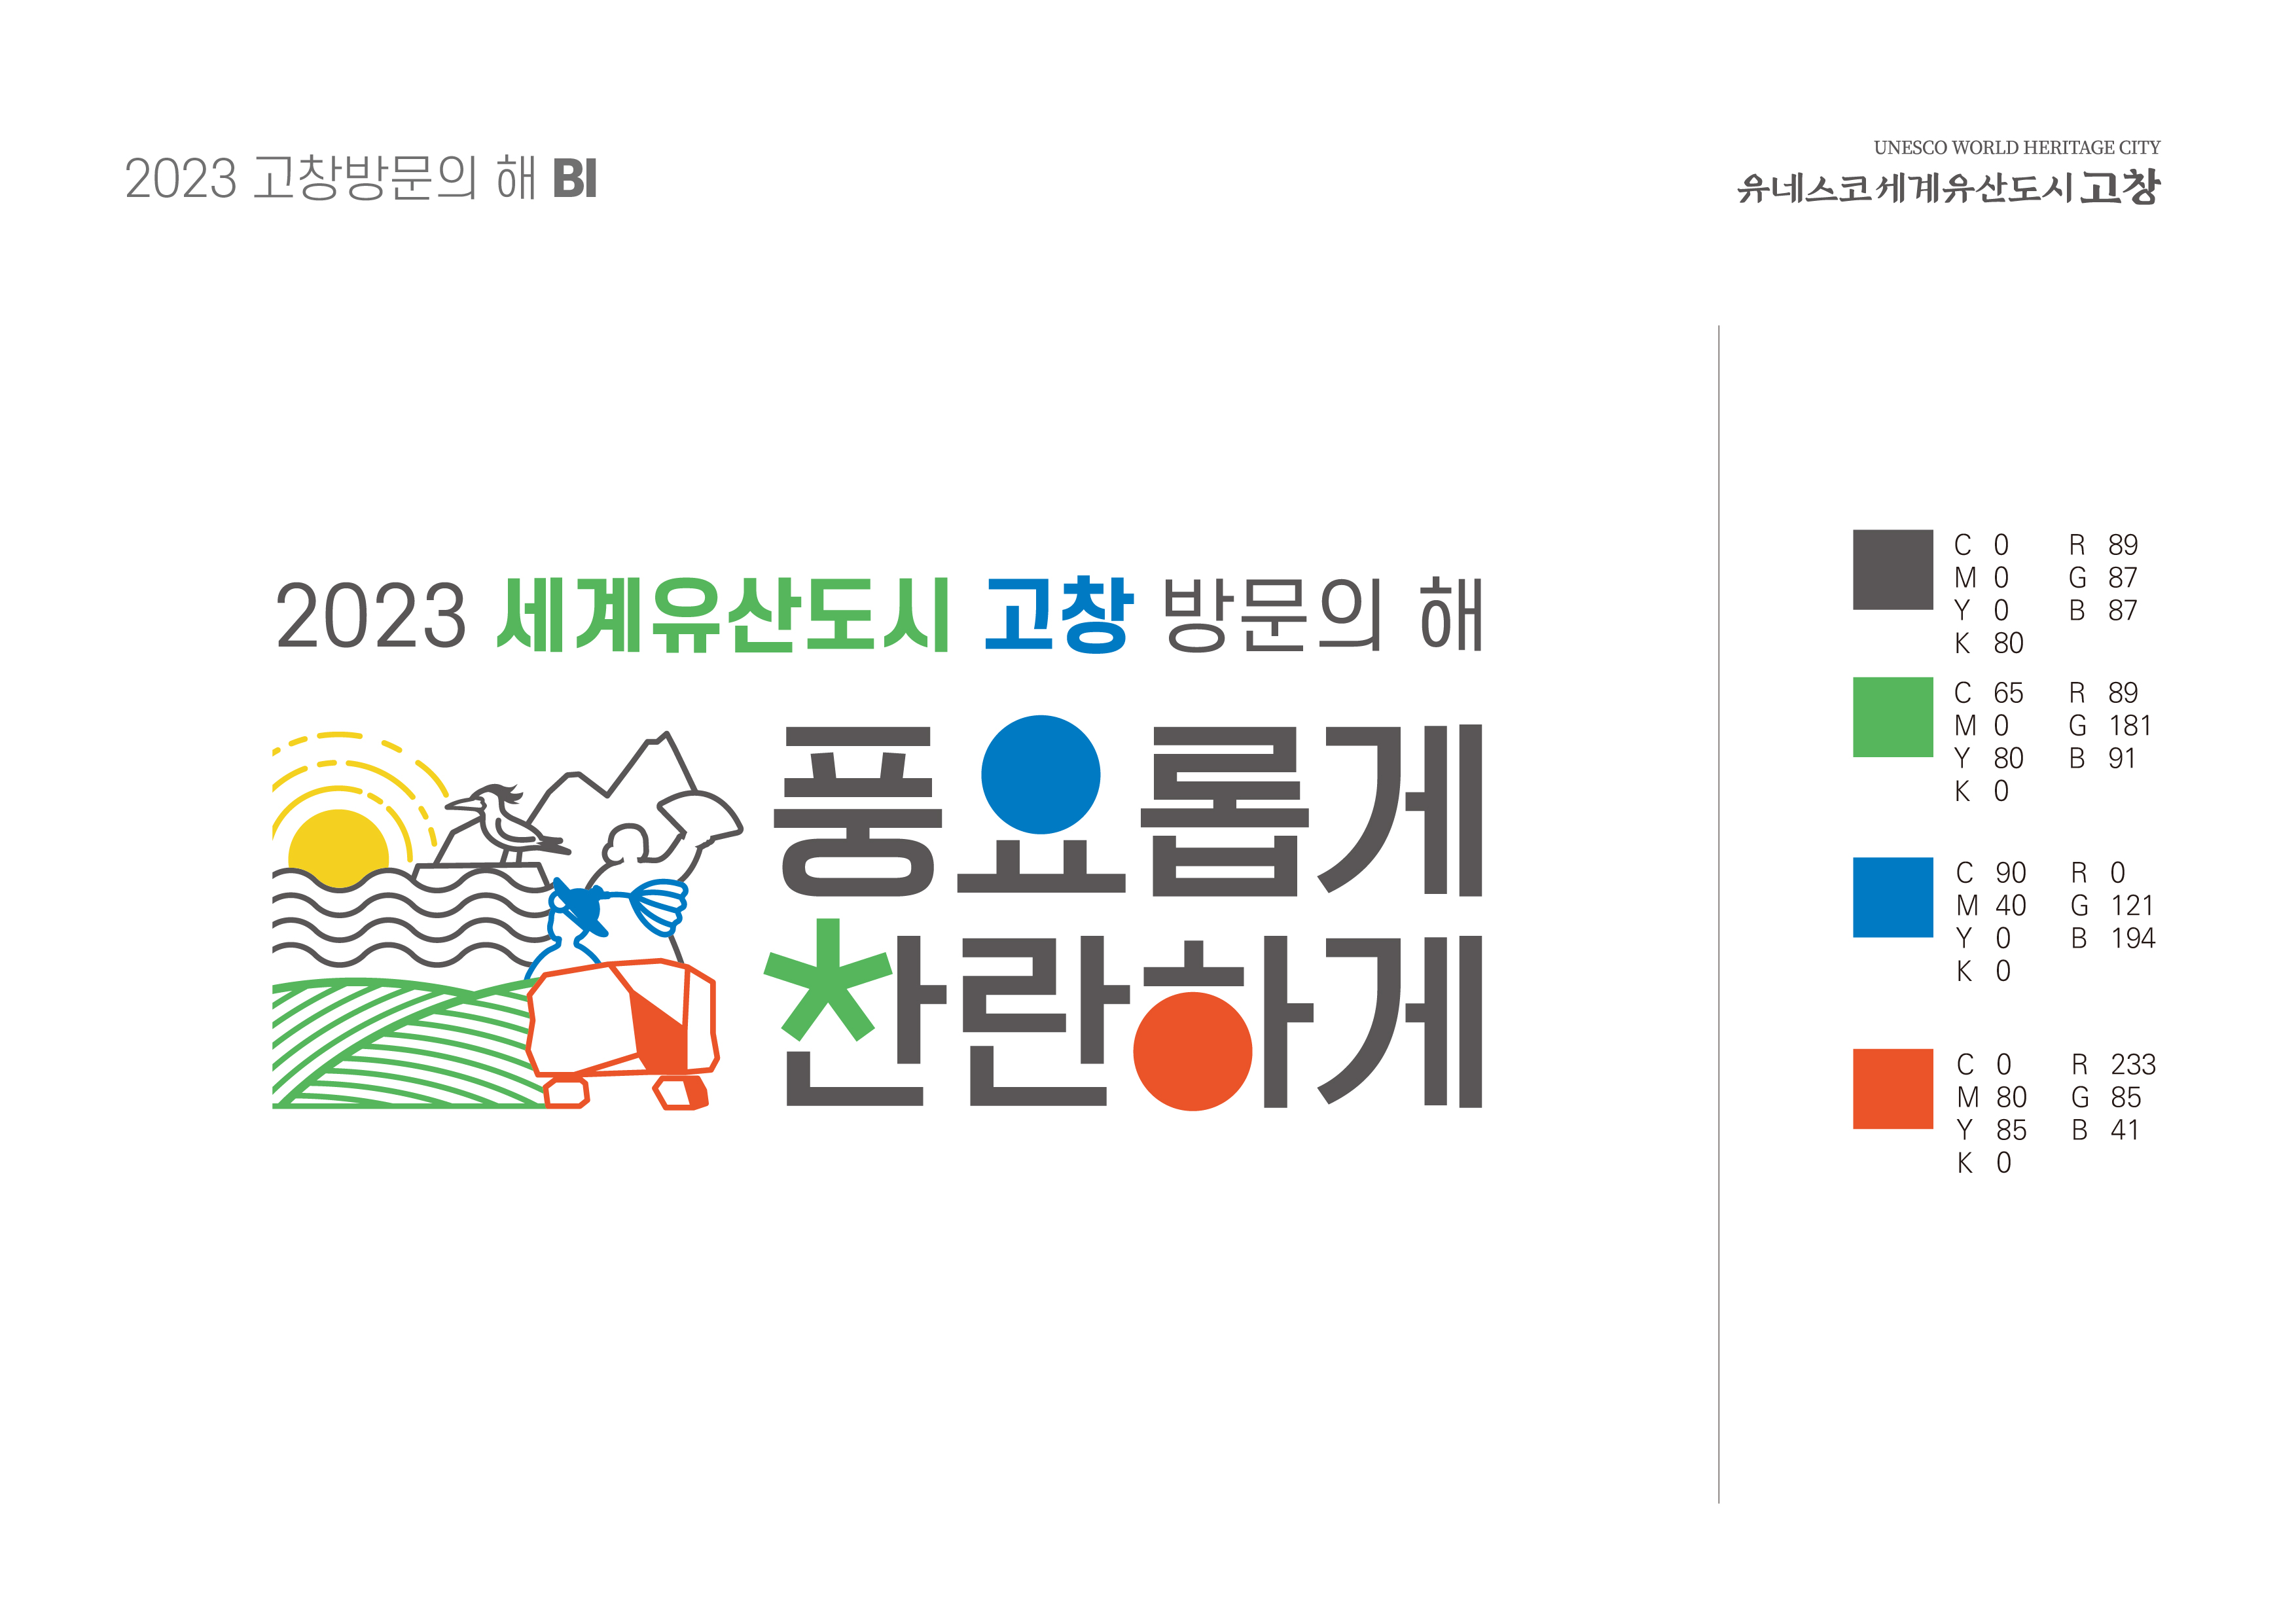 2023 고창방문의 해 BI
UNESCO WORLD HERITAGE CITY
유네스코세계유산도시고창
2023 세계유산도시 고창 방문의 해
풍요롭게
찬란하게
C 0 R 89
M 0 G 87
Y 0 B 87
K 80
C 65 R 89
M 0 G 181
Y 80 B 91
K 0
C 90 R 0
M 40 G 121
Y 0 B 194
K 0
C 0 R 233
M 80 G 85
Y 85 B 41
K 0